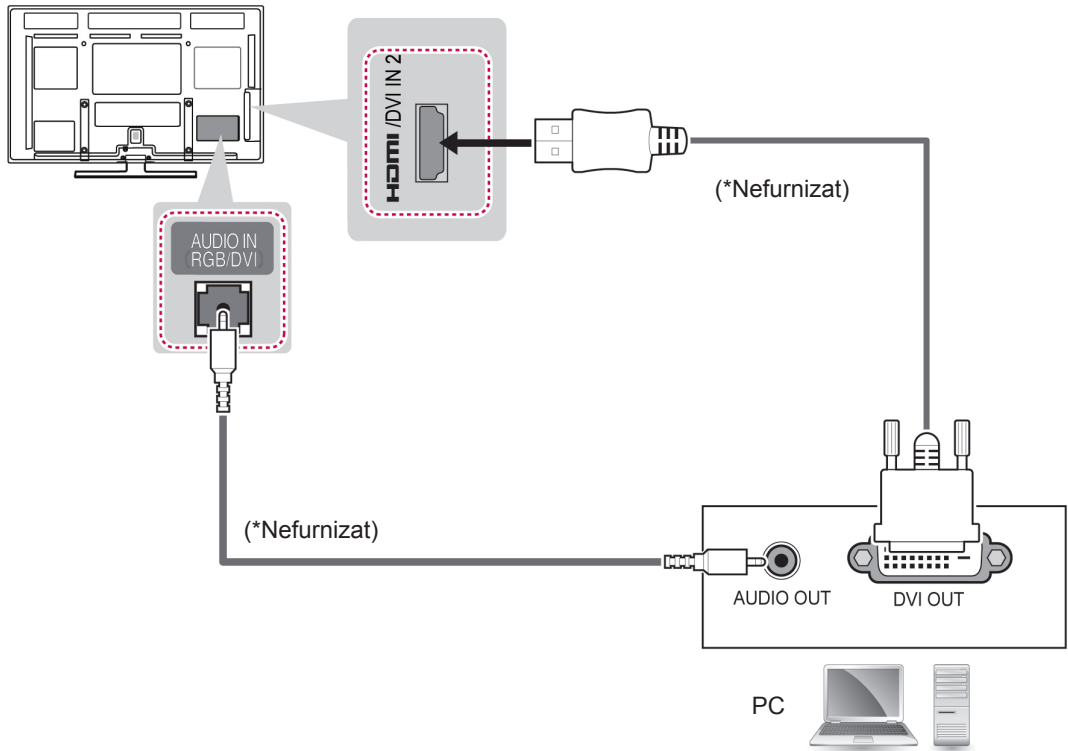 HDMI /DVI IN 2
(*Nefurnizat)
AUDIO IN
(RGB/DVI)
(*Nefurnizat)
AUDIO OUT
DVI OUT
PC